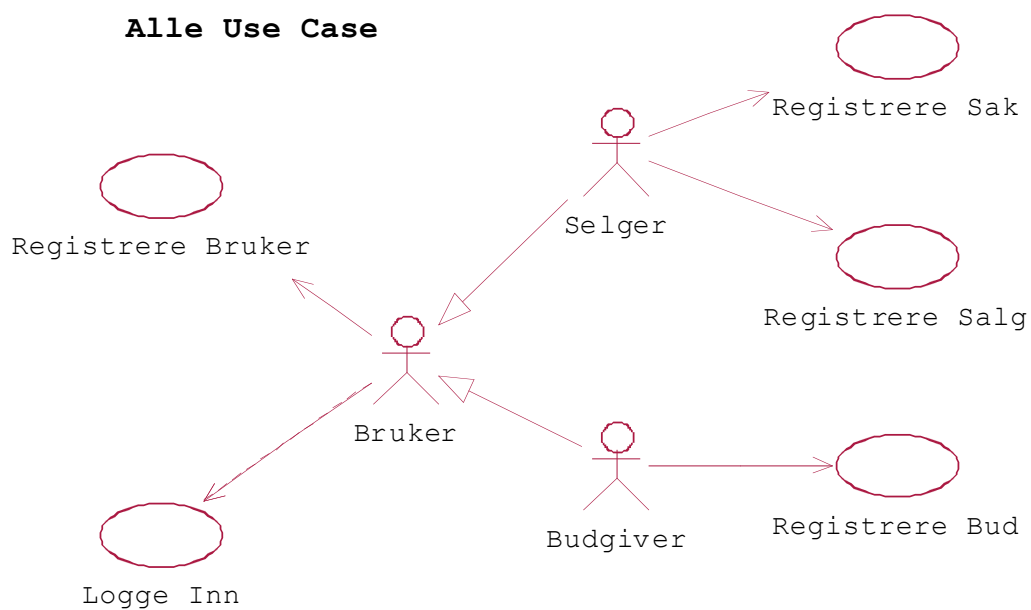 Alle Use Case
Registrere Sak
Selger
Registrere Bruker
Registrere Salg
Bruker
Budgiver
Registrere Bud
Logge Inn